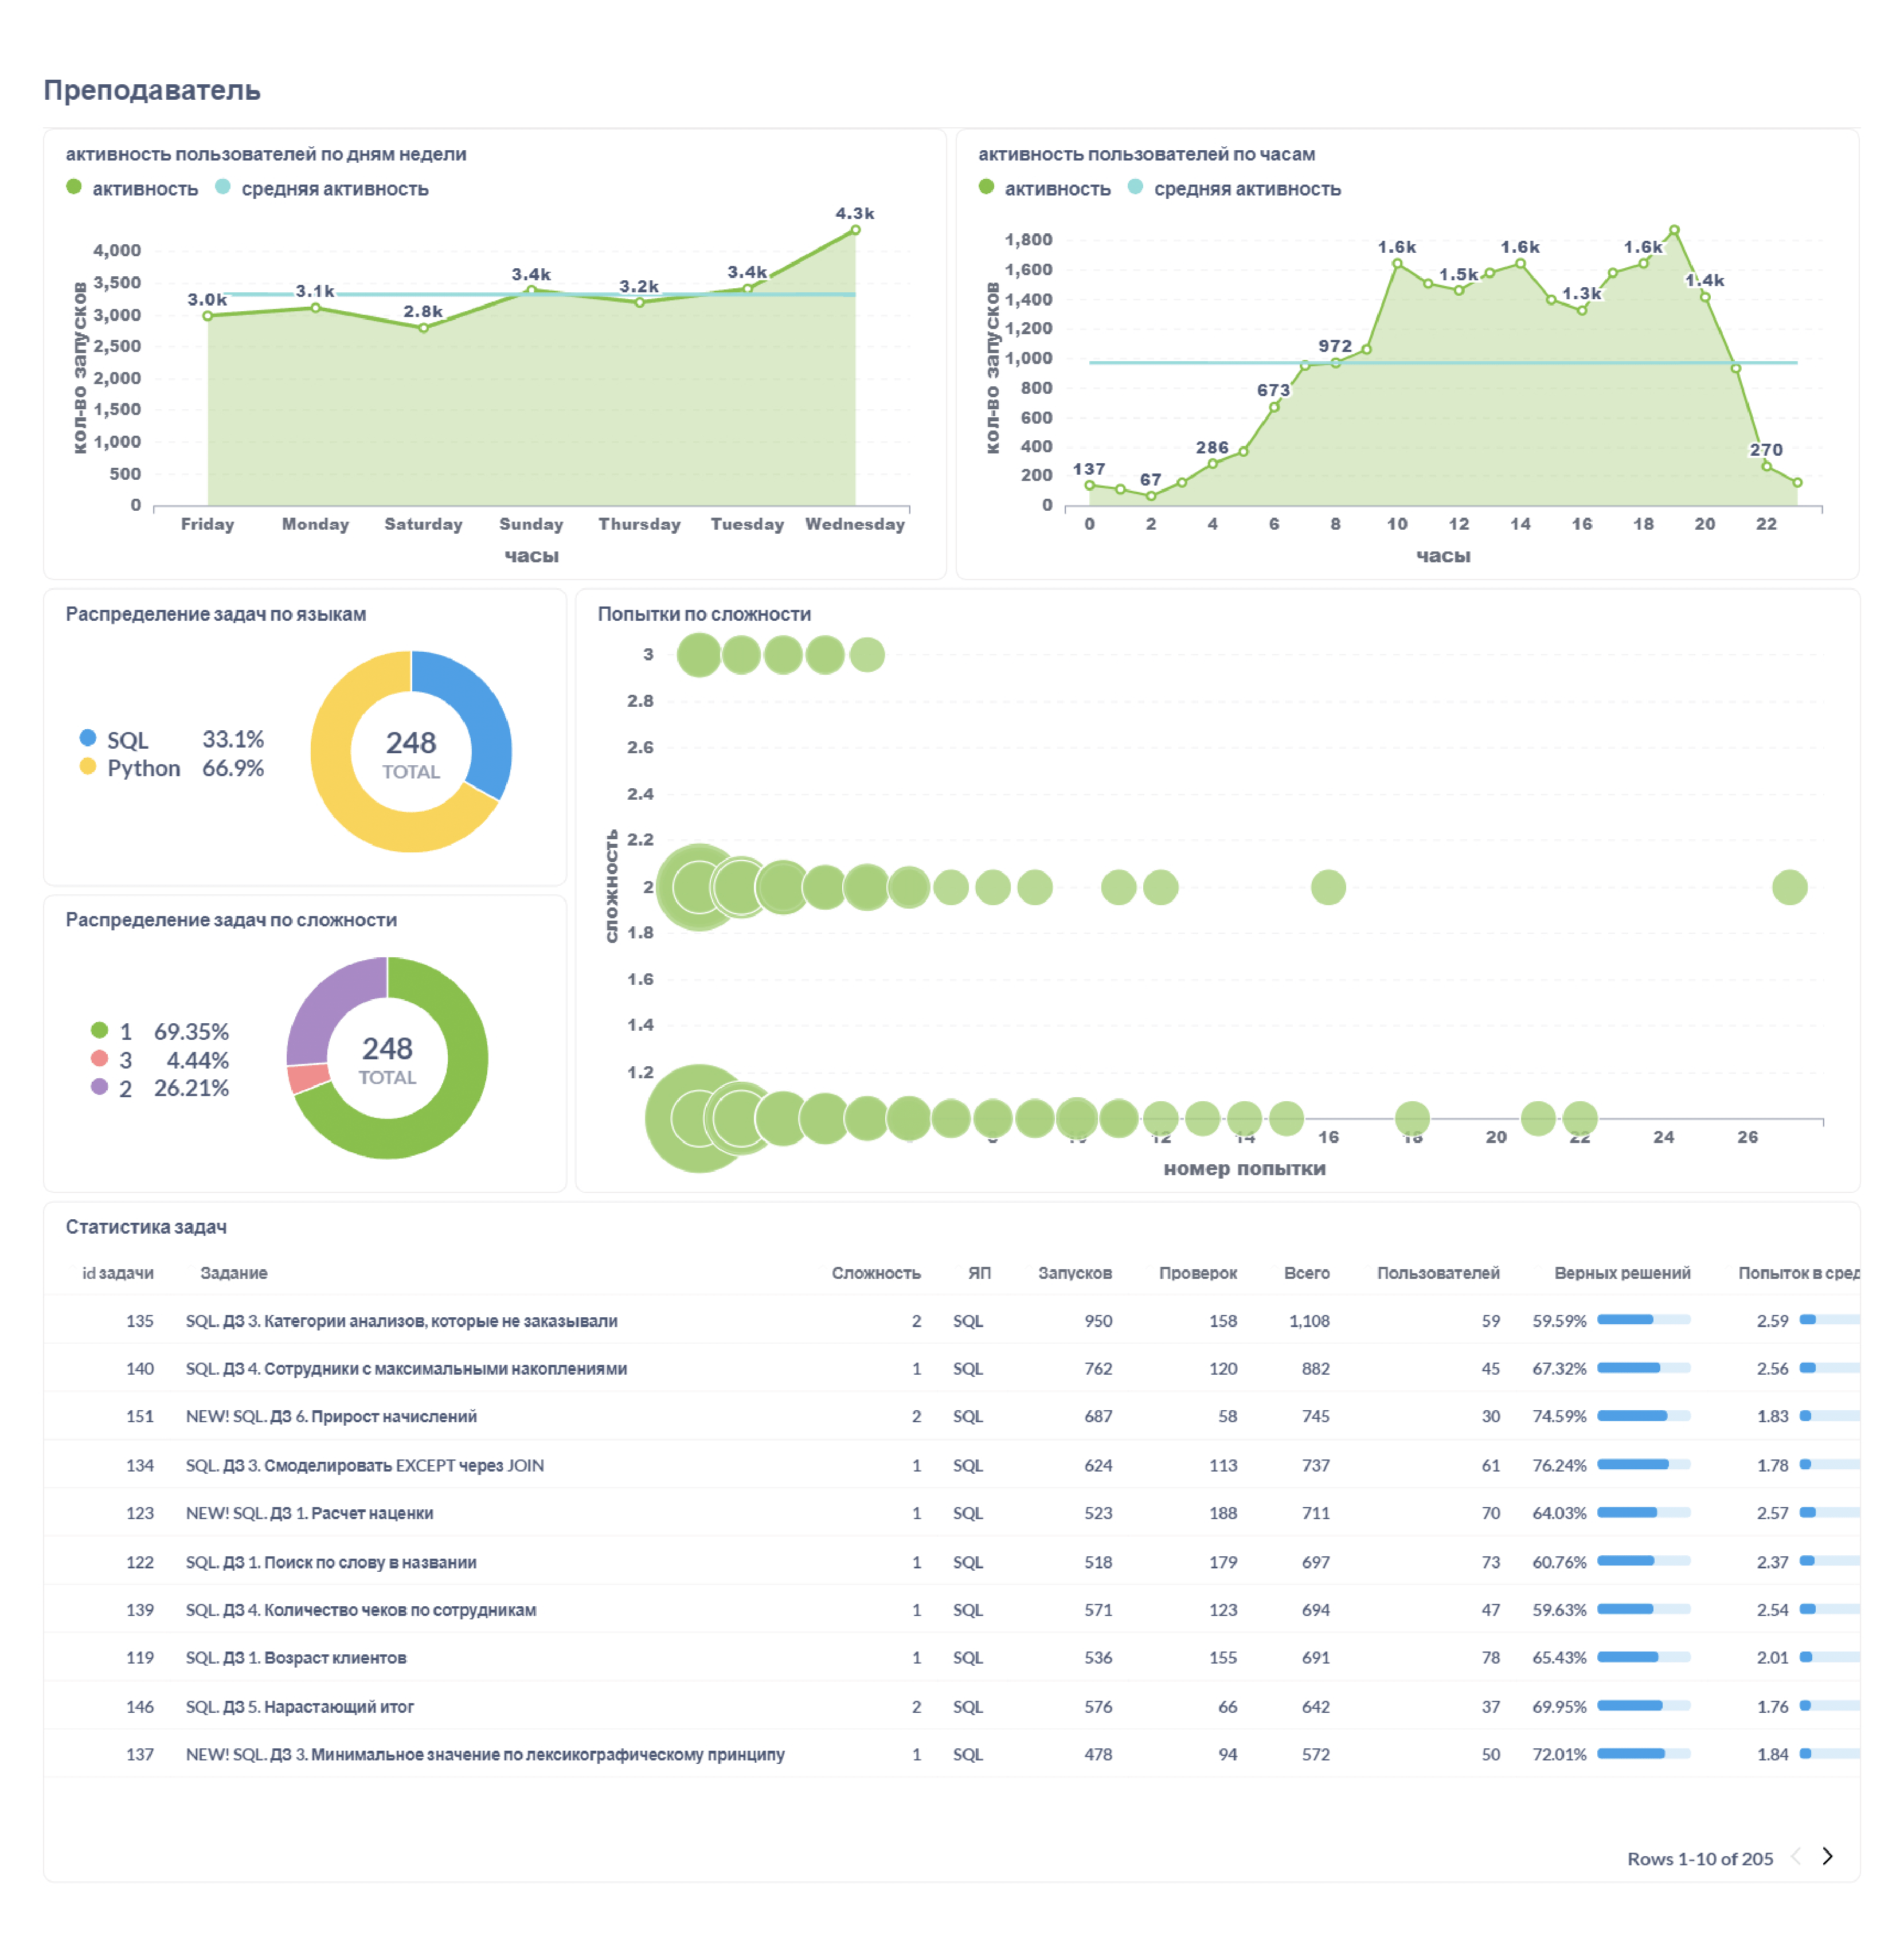 Преподаватель
активность пользователей по дням недели
активность средняя активность
4.3k
4,000
3,500
3,000
2,500
2,000
1,500
1,000
500
0
3.0k 3.1k 2.8k 3.4k 3.2k 3.4k
кол-во запусков
Friday Monday Saturday Sunday Thursday Tuesday Wednesday
часы
активность пользователей по часам
активность средняя активность
1,800
1,600
1,400
1,200
1,000
800
600
400
200
0
137 67 286 673 972 1.6k 1.5k 1.6k 1.3k 1.6k 1.4k 270
кол-во запусков
0 2 4 6 8 10 12 14 16 18 20 22
часы
Распределение задач по языкам
SQL 33.1%
Python 66.9%
248
TOTAL
Распределение задач по сложности
1 69.35%
3 4.44%
2 26.21%
248
TOTAL
Попытки по сложности
3
2.8
2.6
2.4
2.2
2
1.8
1.6
1.4
1.2
сложность
12 14 16 18 20 22 24 26
номер попытки
Статистика задач
id задачи Задание Сложность ЯП Запусков Проверок Всего Пользователей Верных решений Попыток в сред
135 SQL. ДЗ 3. Категории анализов, которые не заказывали 2 SQL 950 158 1,108 59 59.59% 2.59
140 SQL. ДЗ 4. Сотрудники с максимальными накоплениями 1 SQL 762 120 882 45 67.32% 2.56
151 NEW! SQL. ДЗ 6. Прирост начислений 2 SQL 687 58 745 30 74.59% 1.83
134 SQL. ДЗ 3. Смоделировать EXCEPT через JOIN 1 SQL 624 113 737 61 76.24% 1.78
123 NEW! SQL. ДЗ 1. Расчет наценки 1 SQL 523 188 711 70 64.03% 2.57
122 SQL. ДЗ 1. Поиск по слову в названии 1 SQL 518 179 697 73 60.76% 2.37
139 SQL. ДЗ 4. Количество чеков по сотрудникам 1 SQL 571 123 694 47 59.63% 2.54
119 SQL. ДЗ 1. Возраст клиентов 1 SQL 536 155 691 78 65.43% 2.01
146 SQL. ДЗ 5. Нарастающий итог 2 SQL 576 66 642 37 69.95% 1.76
137 NEW! SQL. ДЗ 3. Минимальное значение по лексикографическому принципу 1 SQL 478 94 572 50 72.01% 1.84
Rows 1-10 of 205